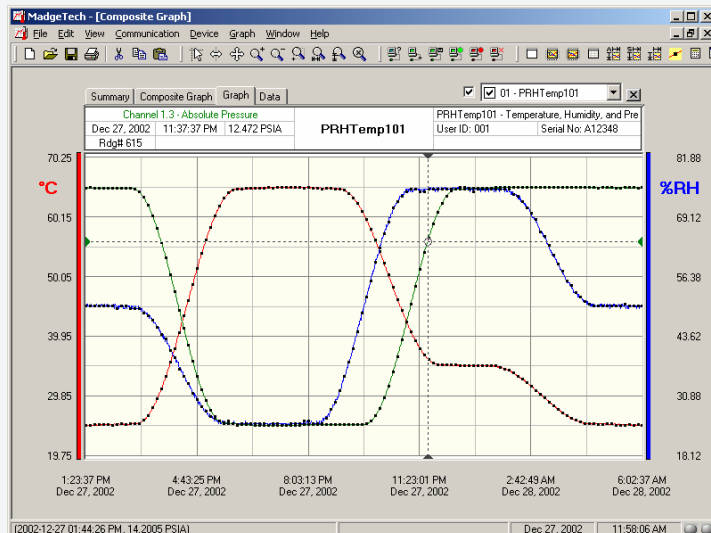 MadgeTech - [Composite Graph]
File Edit View Communication Device Graph Window Help
Summary Composite Graph Graph Data
01 - PRHTemp101
Channel 1.3 - Absolute Pressure
Dec 27, 2002 11:37:37 PM 12.472 PSIA
Rdg# 615
PRHTemp101
PRHTemp101 - Temperature, Humidity, and Pre
User ID: 001 Serial No: A12348
70.25 81.88
°C %RH
60.15 69.12
50.05 56.38
39.95 43.62
29.85 30.88
19.75 18.12
1:23:37 PM 4:43:25 PM 8:03:13 PM 11:23:01 PM 2:42:49 AM 6:02:37 AM
Dec 27, 2002 Dec 27, 2002 Dec 27, 2002 Dec 27, 2002 Dec 28, 2002 Dec 28, 2002
[2002-12-27 01:44:26 PM, 14.2005 PSIA] Dec 27, 2002 11:58:06 AM